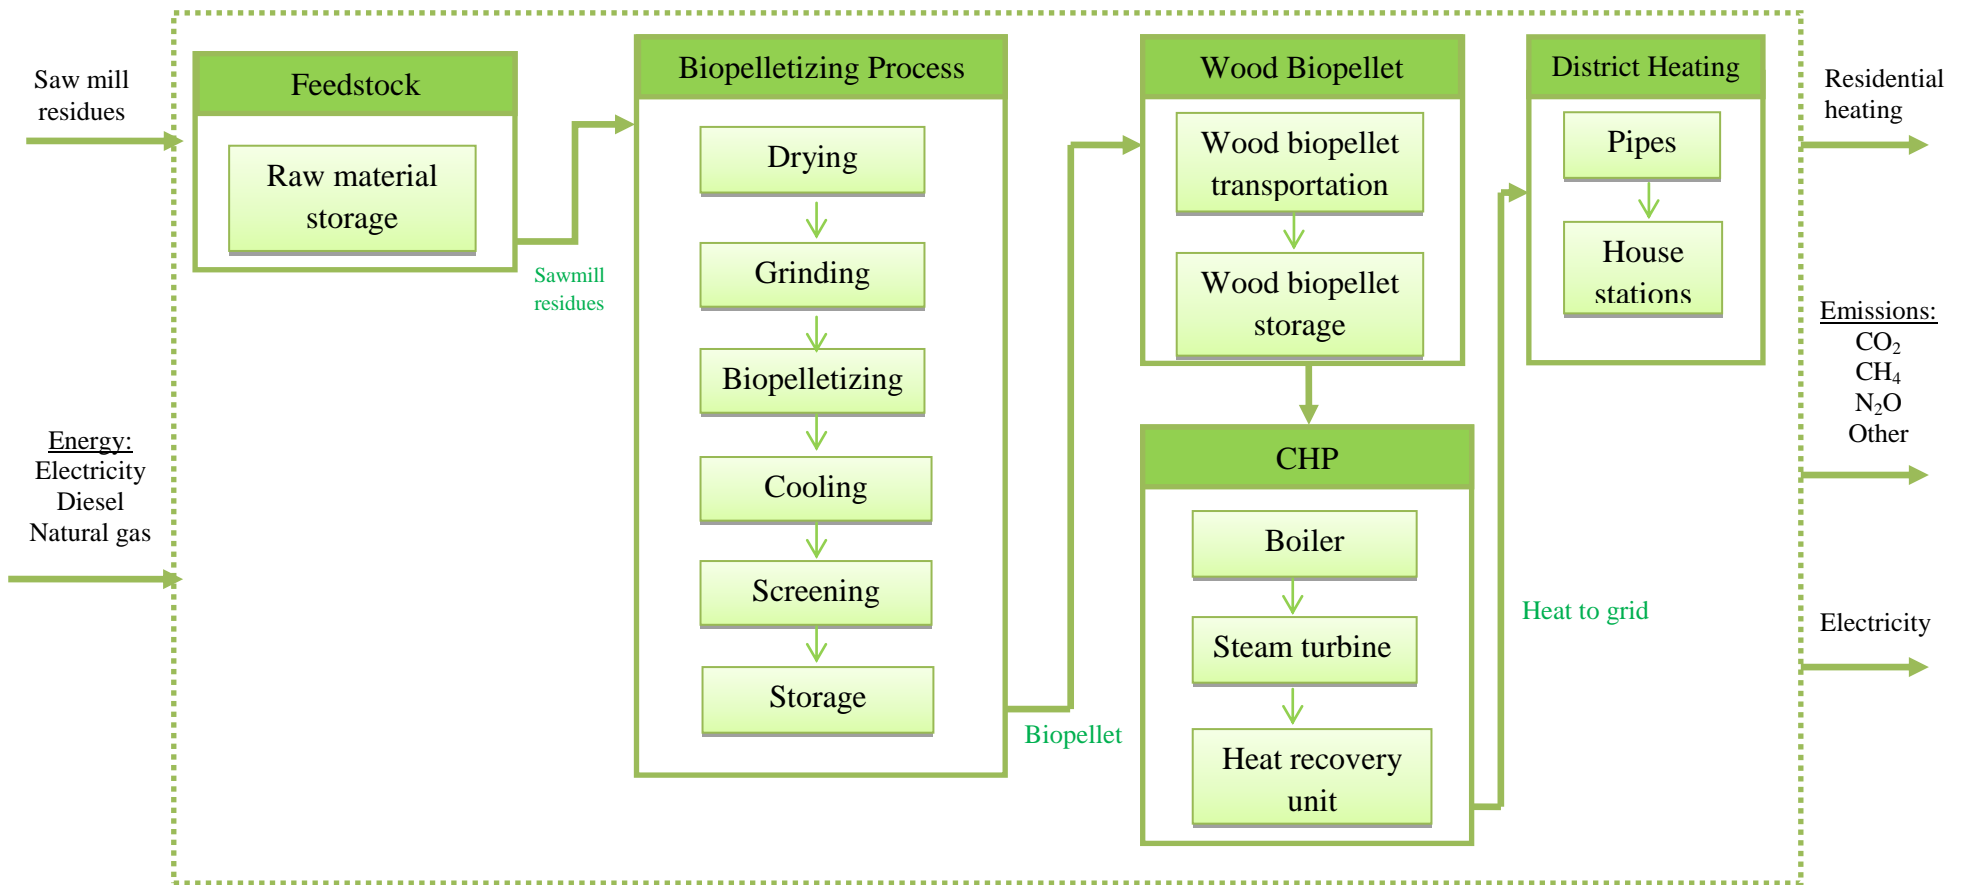 Saw mill
residues
Energy:
Electricity
Diesel
Natural gas
Feedstock
Raw material
storage
Sawmill
residues
Biopelletizing Process
Drying
Grinding
Biopelletizing
Cooling
Screening
Storage
Biopellet
Wood Biopellet
Wood biopellet
transportation
Wood biopellet
storage
CHP
Boiler
Steam turbine
Heat recovery
unit
Heat to grid
District Heating
Pipes
House
stations
Residential
heating
Emissions:
CO₂
CH₄
N₂O
Other
Electricity